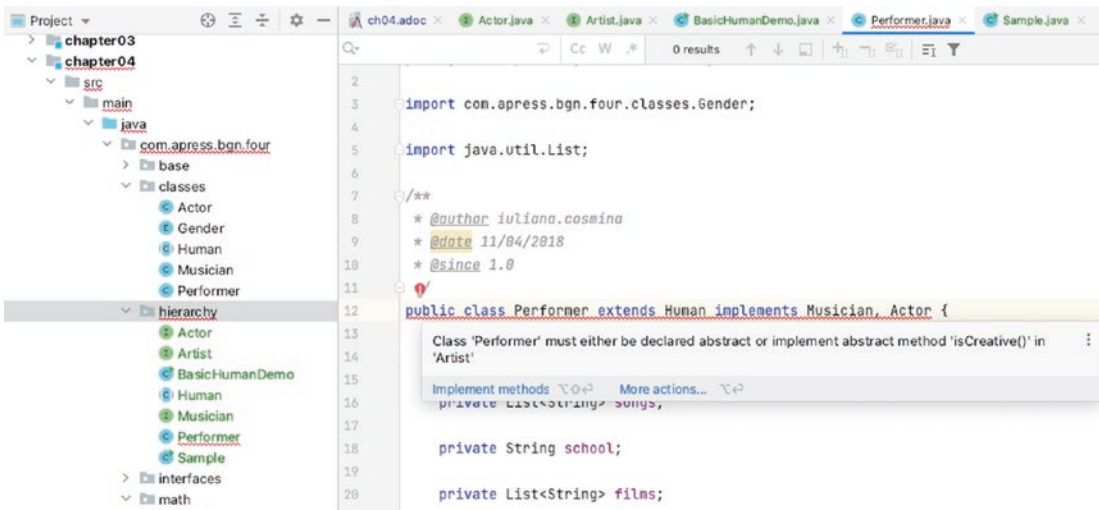 Project
ch04.adoc
Actor.java
Artist.java
BasicHumanDemo.java
Performer.java
Sample.java
chapter03
chapter04
src
main
java
com.apress.bgn.four
base
classes
Actor
Gender
Human
Musician
Performer
hierarchy
Actor
Artist
BasicHumanDemo
Human
Musician
Performer
Sample
interfaces
math
Cc W .* 0 results
2
3 import com.apress.bgn.four.classes.Gender;
4
5 import java.util.List;
6
7 /**
8 * @author iuliana.cosmina
9 * @date 11/04/2018
10 * @since 1.0
11 */
12 public class Performer extends Human implements Musician, Actor {
13
Class 'Performer' must either be declared abstract or implement abstract method 'isCreative()' in
14
'Artist'
15
Implement methods ⌥⇧⏎ More actions... ⌥⏎
16 private List<String> songs;
17
18 private String school;
19
20 private List<String> films;